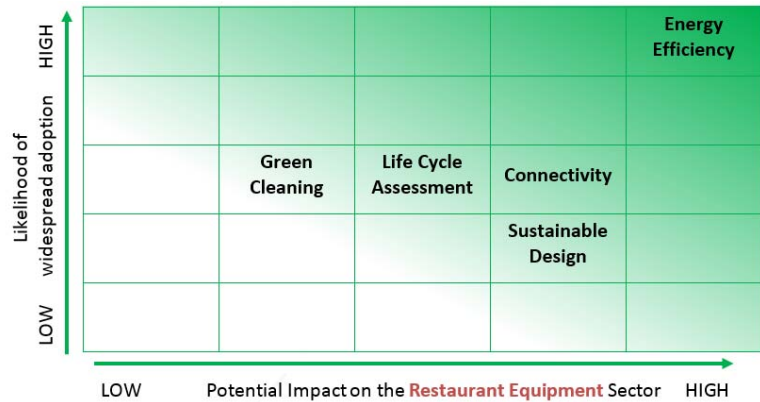 Energy
Efficiency
Green
Cleaning
Life Cycle
Assessment
Connectivity
Sustainable
Design
HIGH
Likelihood of
widespread adoption
LOW
LOW Potential Impact on the Restaurant Equipment Sector HIGH